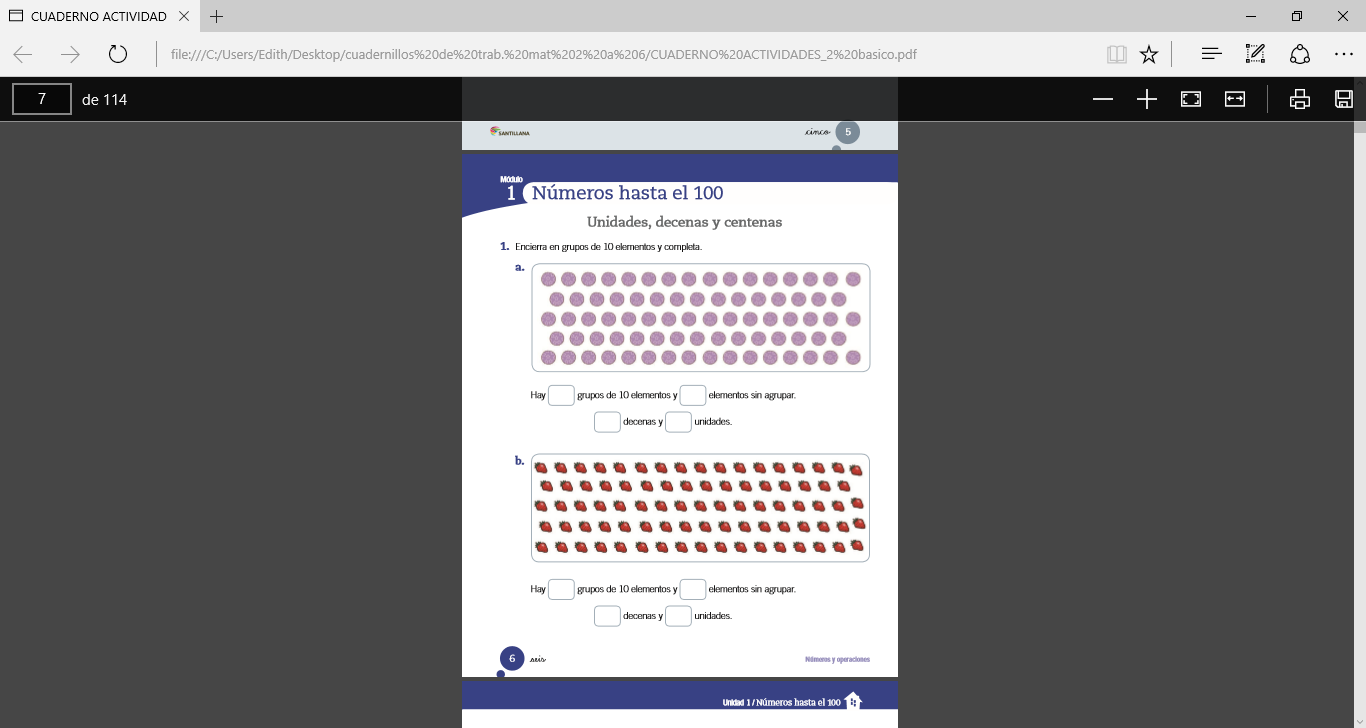 CUADERNO ACTIVIDAD
file:///C:/Users/Edith/Desktop/cuadernillos%20de%20trab.%20mat%202%20a%206/CUADERNO%20ACTIVIDADES_2%20basico.pdf
7 de 114
SANTILLANA
cinco 5
Módulo
1 Números hasta el 100
Unidades, decenas y centenas
1. Encierra en grupos de 10 elementos y completa.
a.
Hay grupos de 10 elementos y elementos sin agrupar.
decenas y unidades.
b.
Hay grupos de 10 elementos y elementos sin agrupar.
decenas y unidades.
6 seis
Números y operaciones
Unidad 1 / Números hasta el 100